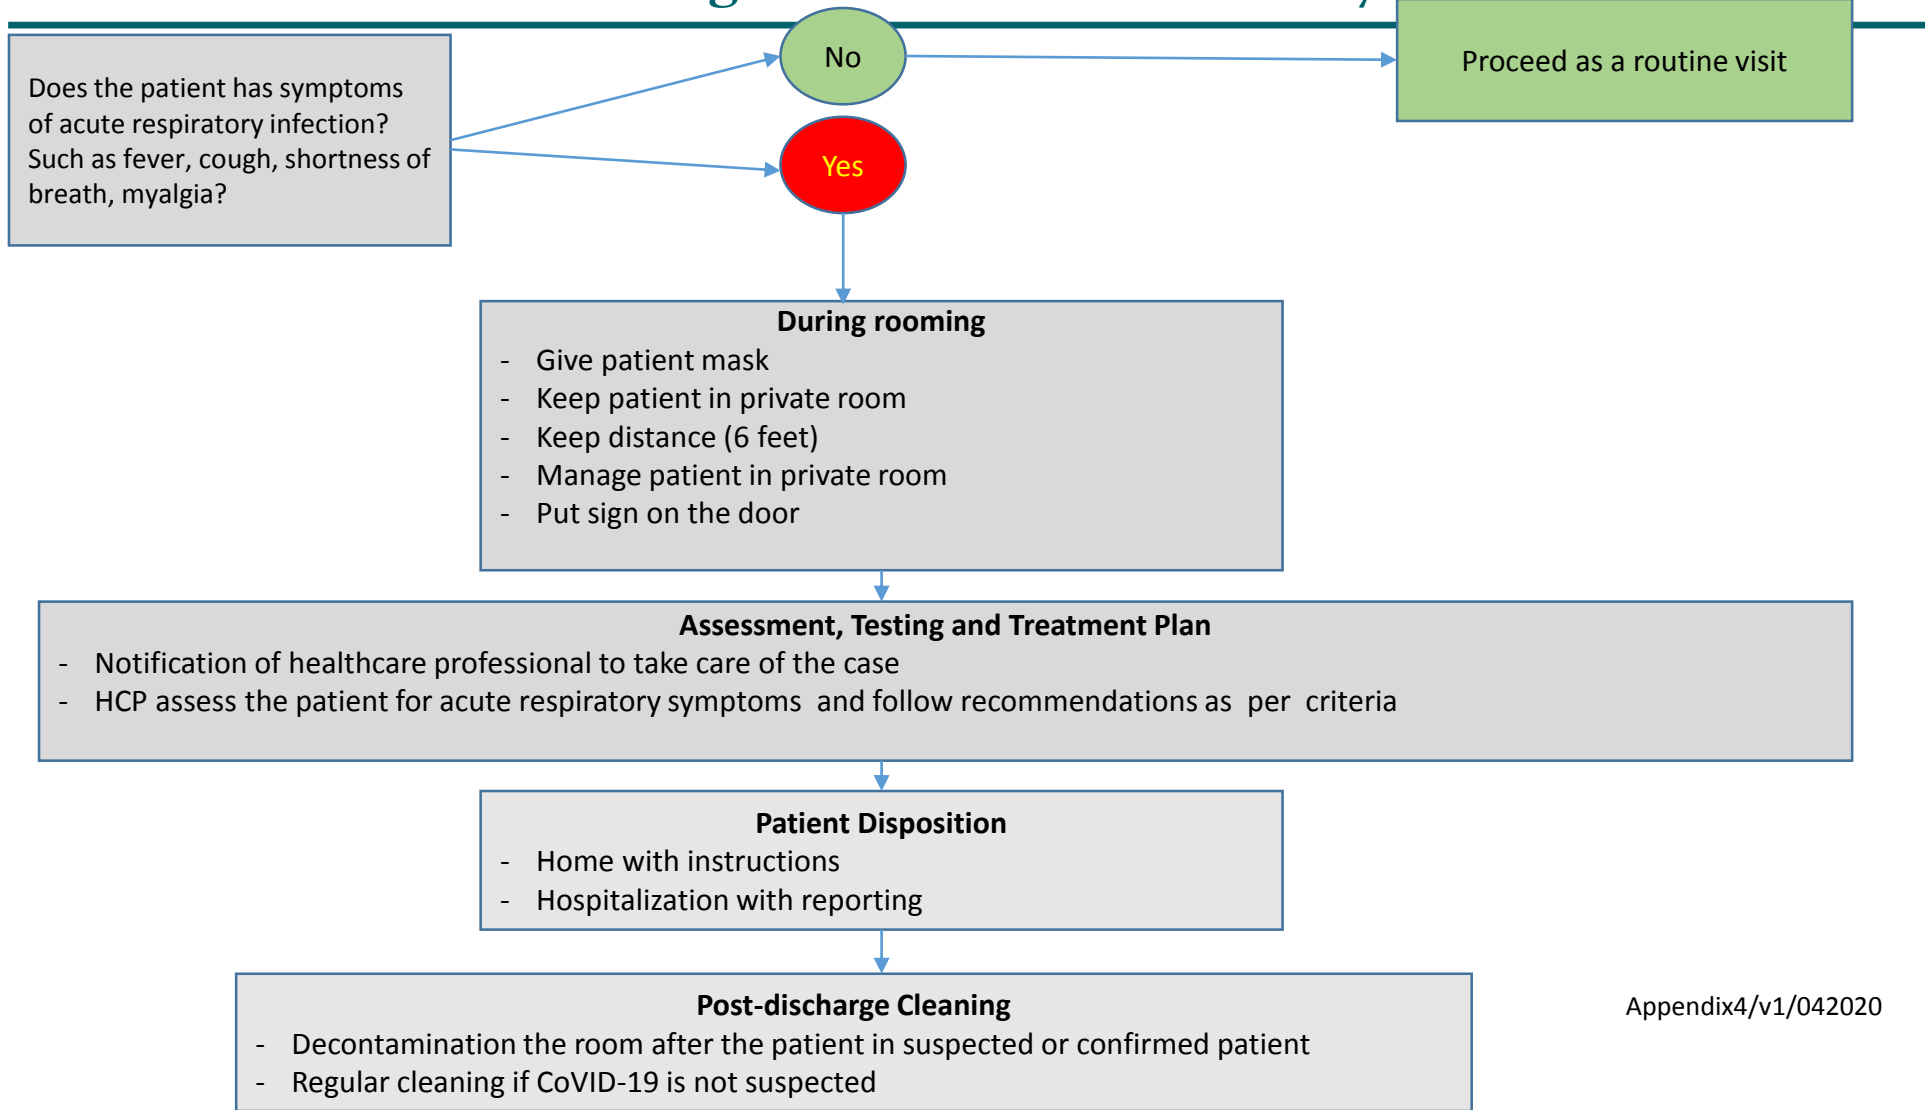 No
Proceed as a routine visit
Does the patient has symptoms
of acute respiratory infection?
Such as fever, cough, shortness of
breath, myalgia?
Yes
During rooming
- Give patient mask
- Keep patient in private room
- Keep distance (6 feet)
- Manage patient in private room
- Put sign on the door
Assessment, Testing and Treatment Plan
- Notification of healthcare professional to take care of the case
- HCP assess the patient for acute respiratory symptoms and follow recommendations as per criteria
Patient Disposition
- Home with instructions
- Hospitalization with reporting
Post-discharge Cleaning
- Decontamination the room after the patient in suspected or confirmed patient
- Regular cleaning if CoVID-19 is not suspected
Appendix4/v1/042020